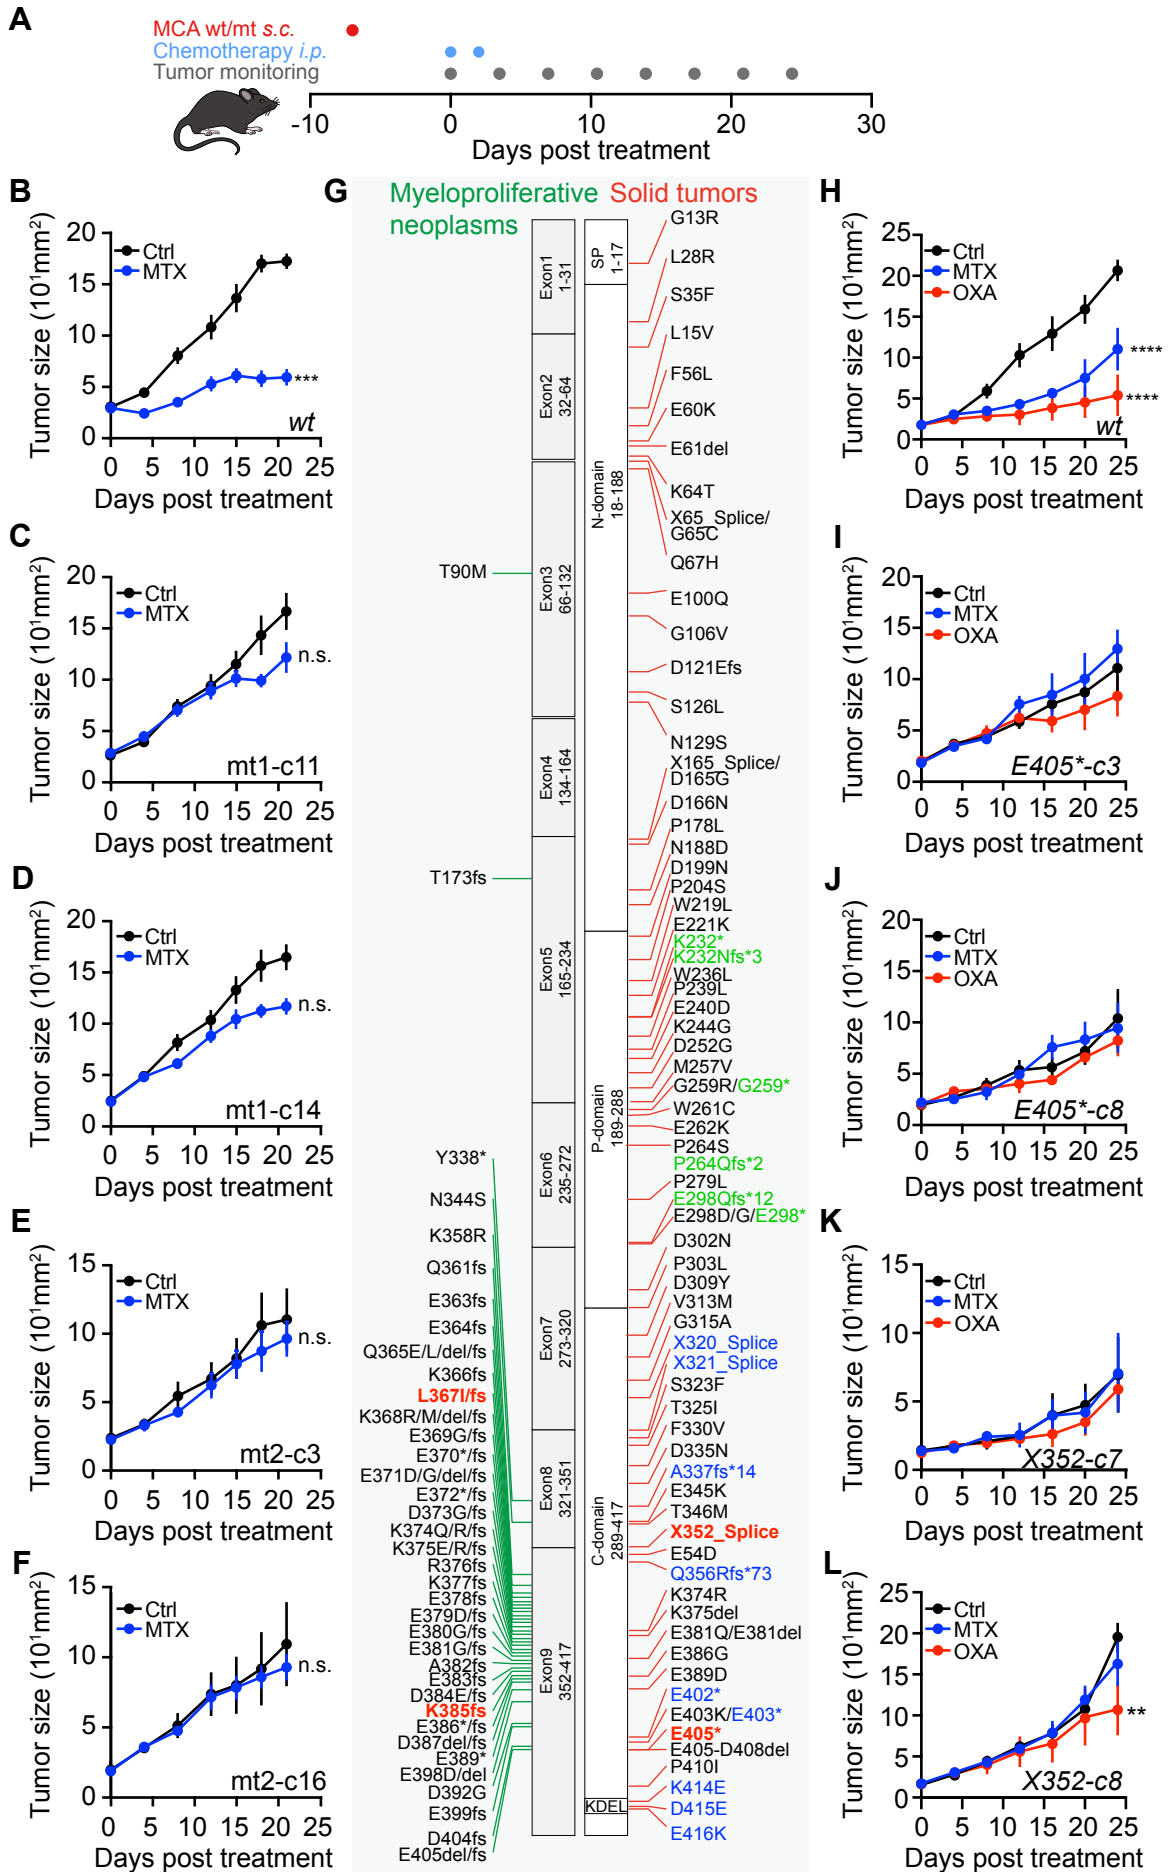 A
MCA wt/mt s.c.
Chemotherapy i.p.
Tumor monitoring
-10 0 10 20 30
Days post treatment
B
Tumor size (10¹mm²)
20
15
10
5
0
Ctrl
MTX
***
wt
0 5 10 15 20 25
Days post treatment
C
Tumor size (10¹mm²)
20
15
10
5
0
Ctrl
MTX
n.s.
mt1-c11
0 5 10 15 20 25
Days post treatment
D
Tumor size (10¹mm²)
20
15
10
5
0
Ctrl
MTX
n.s.
mt1-c14
0 5 10 15 20 25
Days post treatment
E
Tumor size (10¹mm²)
15
10
5
0
Ctrl
MTX
n.s.
mt2-c3
0 5 10 15 20 25
Days post treatment
F
Tumor size (10¹mm²)
15
10
5
0
Ctrl
MTX
n.s.
mt2-c16
0 5 10 15 20 25
Days post treatment
G
Myeloproliferative
neoplasms
Solid tumors
T90M
T173fs
Y338*
N344S
K358R
Q361fs
E363fs
E364fs
Q365E/L/del/fs
K366fs
L367I/fs
K368R/M/del/fs
E369G/fs
E370*/fs
E371D/G/del/fs
E372*/fs
D373G/fs
K374Q/R/fs
K375E/R/fs
R376fs
K377fs
E378fs
E379D/fs
E380G/fs
E381G/fs
A382fs
E383fs
D384E/fs
K385fs
E386*/fs
D387del/fs
E389*
E398D/del
D392G
E399fs
D404fs
E405del/fs
Exon1
1-31
Exon2
32-64
Exon3
66-132
Exon4
134-164
Exon5
165-234
Exon6
235-272
Exon7
273-320
Exon8
321-351
Exon9
352-417
SP
1-17
N-domain
18-188
P-domain
189-288
C-domain
289-417
KDEL
G13R
L28R
S35F
L15V
F56L
E60K
E61del
K64T
X65_Splice/
G65C
Q67H
E100Q
G106V
D121Efs
S126L
N129S
X165_Splice/
D165G
D166N
P178L
N188D
D199N
P204S
W219L
E221K
K232*
K232Nfs*3
W236L
P239L
E240D
K244G
D252G
M257V
G259R/G259*
W261C
E262K
P264S
P264Qfs*2
P279L
E298Qfs*12
E298D/G/E298*
D302N
P303L
D309Y
V313M
G315A
X320_Splice
X321_Splice
S323F
T325I
F330V
D335N
A337fs*14
E345K
T346M
X352_Splice
E54D
Q356Rfs*73
K374R
K375del
E381Q/E381del
E386G
E389D
E402*
E403K/E403*
E405*
E405-D408del
P410I
K414E
D415E
E416K
H
Tumor size (10¹mm²)
25
20
15
10
5
0
Ctrl
MTX
OXA
****
****
wt
0 5 10 15 20 25
Days post treatment
I
Tumor size (10¹mm²)
20
15
10
5
0
Ctrl
MTX
OXA
E405*-c3
0 5 10 15 20 25
Days post treatment
J
Tumor size (10¹mm²)
20
15
10
5
0
Ctrl
MTX
OXA
E405*-c8
0 5 10 15 20 25
Days post treatment
K
Tumor size (10¹mm²)
15
10
5
0
Ctrl
MTX
OXA
X352-c7
0 5 10 15 20 25
Days post treatment
L
Tumor size (10¹mm²)
25
20
15
10
5
0
Ctrl
MTX
OXA
**
X352-c8
0 5 10 15 20 25
Days post treatment